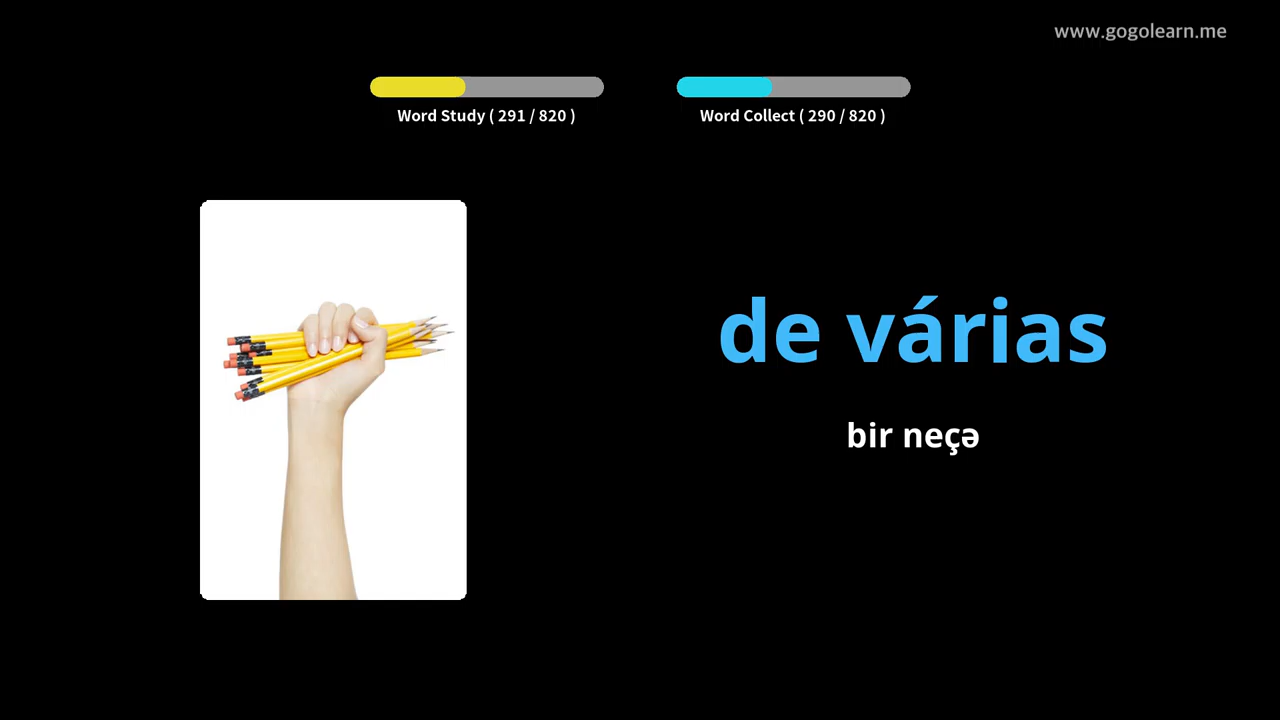 www.gogolearn.me
Word Study ( 291 / 820 )
Word Collect ( 290 / 820 )
de várias
bir neçə